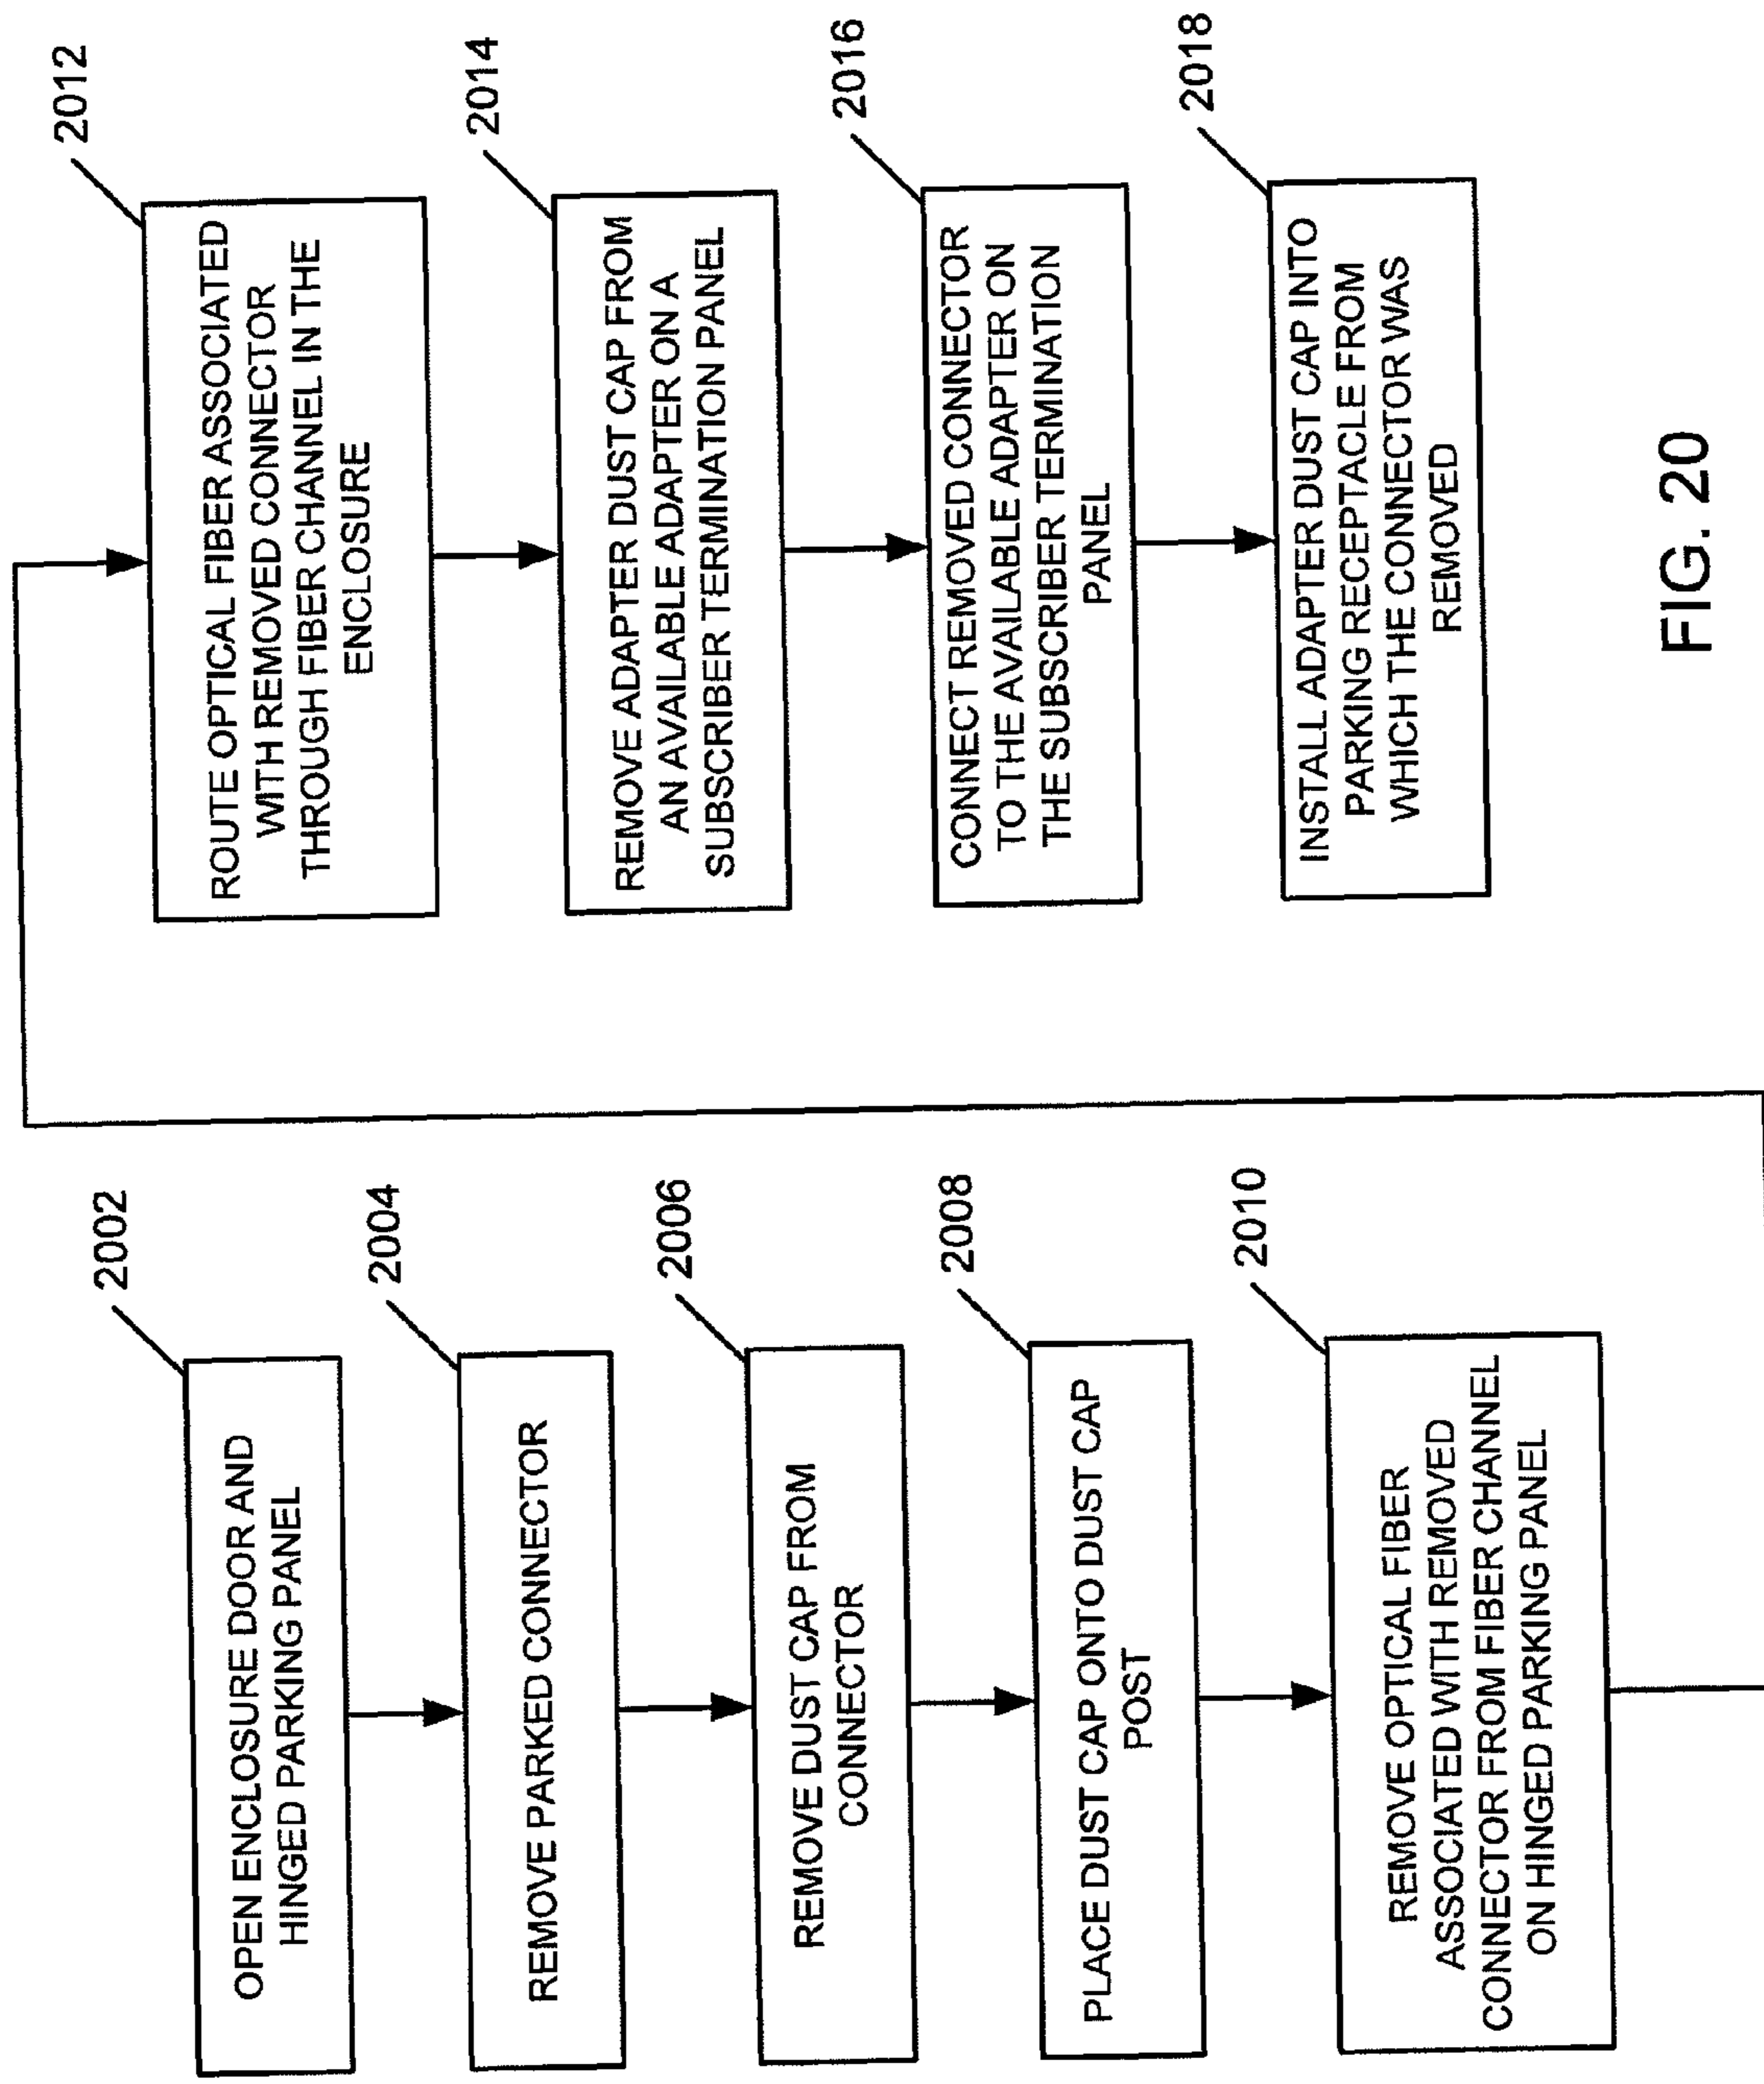 2002
OPEN ENCLOSURE DOOR AND
HINGED PARKING PANEL
2004
REMOVE PARKED CONNECTOR
2006
REMOVE DUST CAP FROM
CONNECTOR
2008
PLACE DUST CAP ONTO DUST CAP
POST
2010
REMOVE OPTICAL FIBER
ASSOCIATED WITH REMOVED
CONNECTOR FROM FIBER CHANNEL
ON HINGED PARKING PANEL
2012
ROUTE OPTICAL FIBER ASSOCIATED
WITH REMOVED CONNECTOR
THROUGH FIBER CHANNEL IN THE
ENCLOSURE
2014
REMOVE ADAPTER DUST CAP FROM
AN AVAILABLE ADAPTER ON A
SUBSCRIBER TERMINATION PANEL
2016
CONNECT REMOVED CONNECTOR
TO THE AVAILABLE ADAPTER ON
THE SUBSCRIBER TERMINATION
PANEL
2018
INSTALL ADAPTER DUST CAP INTO
PARKING RECEPTACLE FROM
WHICH THE CONNECTOR WAS
REMOVED
FIG. 20